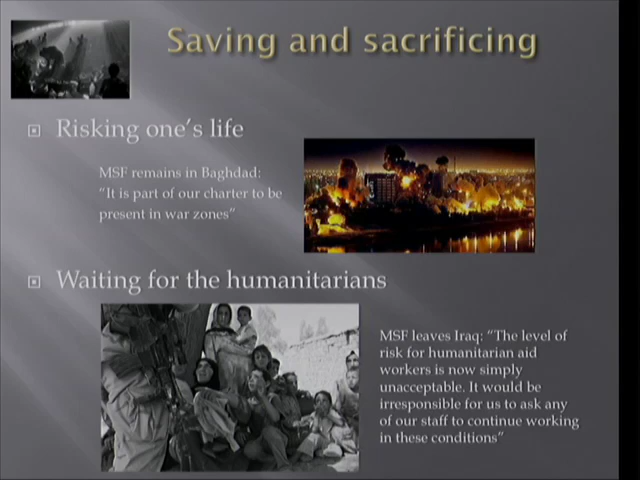 Saving and sacrificing
Risking one's life
MSF remains in Baghdad:
“It is part of our charter to be
present in war zones”
Waiting for the humanitarians
MSF leaves Iraq: “The level of
risk for humanitarian aid
workers is now simply
unacceptable. It would be
irresponsible for us to ask any
of our staff to continue working
in these conditions”